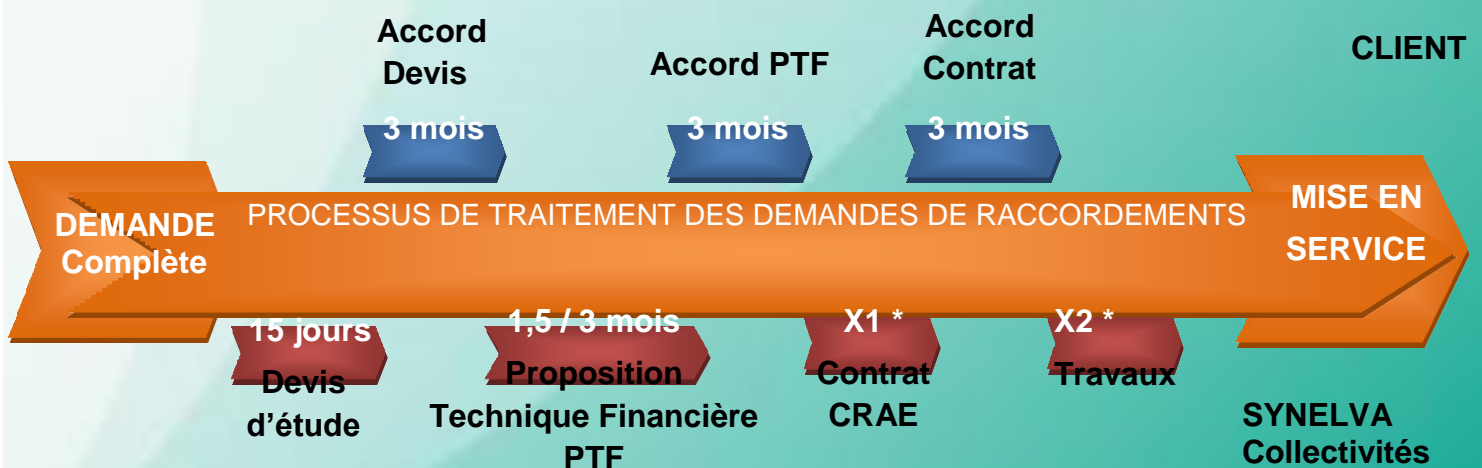 Accord
Devis
3 mois
Accord PTF
3 mois
Accord
Contrat
3 mois
CLIENT
DEMANDE
Complète
PROCESSUS DE TRAITEMENT DES DEMANDES DE RACCORDEMENTS
MISE EN
SERVICE
15 jours
Devis
d’étude
1,5 / 3 mois
Proposition
Technique Financière
PTF
X1 *
Contrat
CRAE
X2 *
Travaux
SYNELVA
Collectivités